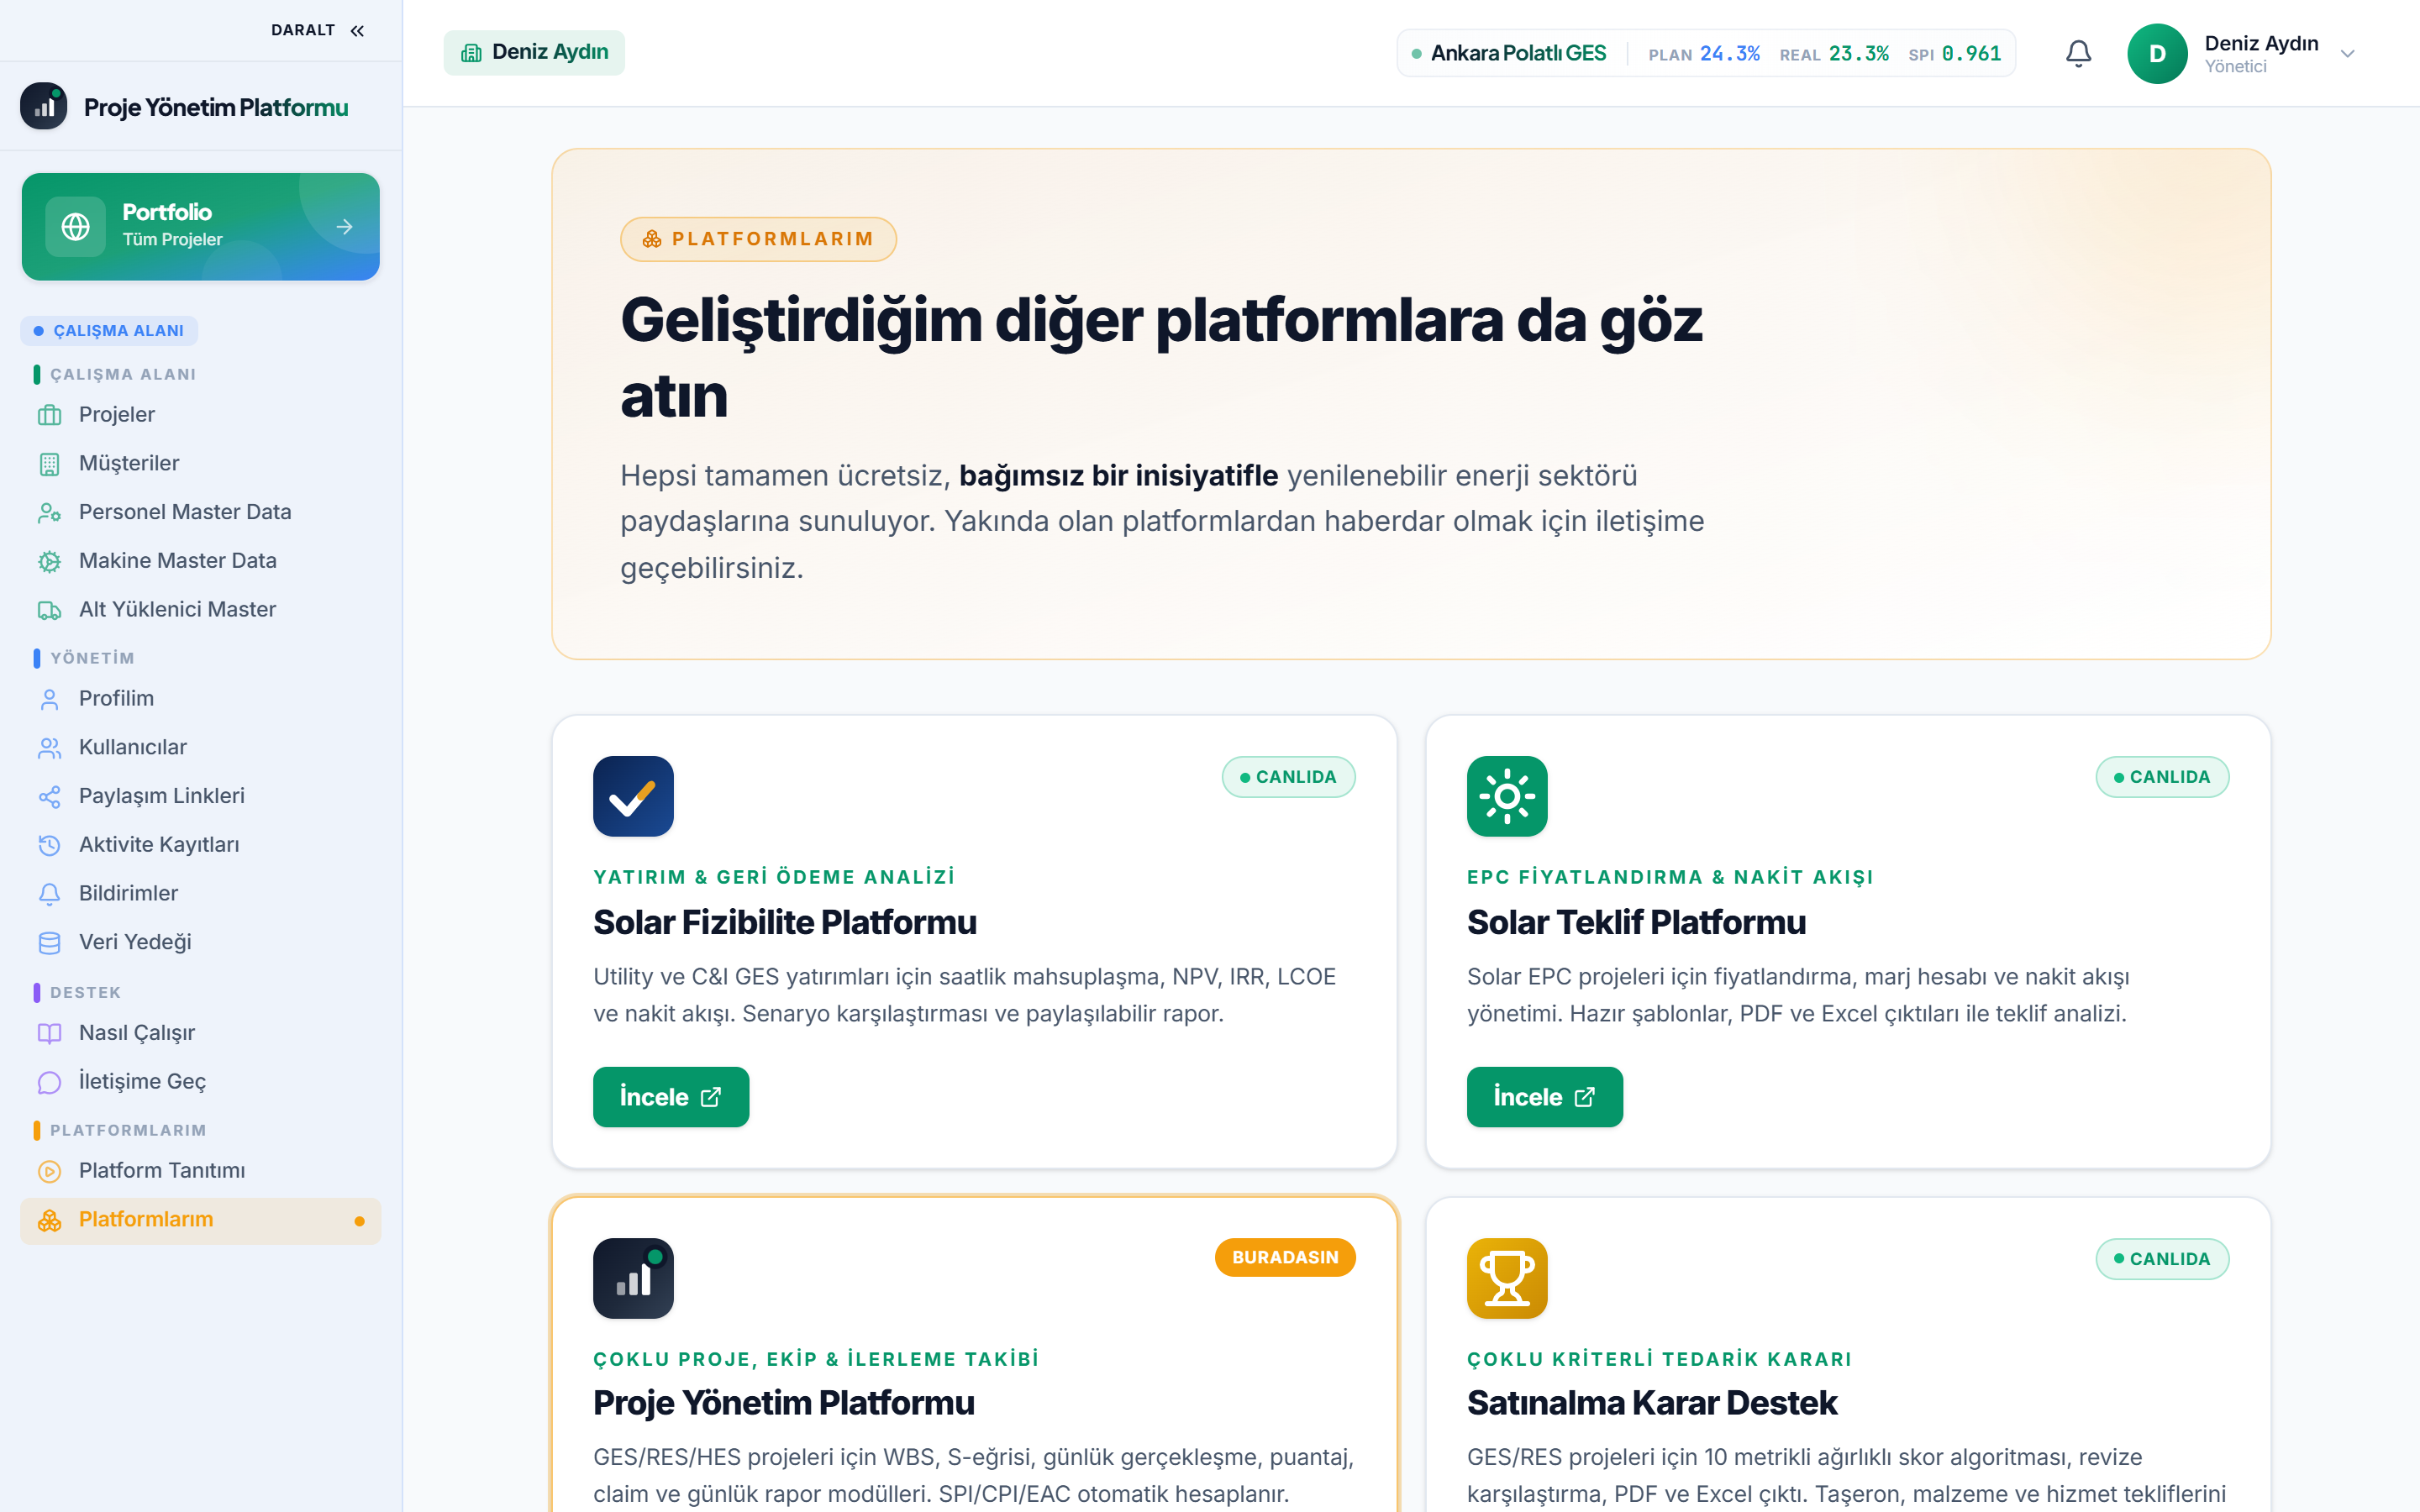 DARALT
Proje Yönetim Platformu
Portfolio
Tüm Projeler
ÇALIŞMA ALANI
ÇALIŞMA ALANI
Projeler
Müşteriler
Personel Master Data
Makine Master Data
Alt Yüklenici Master
YÖNETİM
Profilim
Kullanıcılar
Paylaşım Linkleri
Aktivite Kayıtları
Bildirimler
Veri Yedeği
DESTEK
Nasıl Çalışır
İletişime Geç
PLATFORMLARIM
Platform Tanıtımı
Platformlarım
Deniz Aydın
Ankara Polatlı GES PLAN 24.3% REAL 23.3% SPI 0.961
D
Deniz Aydın
Yönetici
PLATFORMLARIM
Geliştirdiğim diğer platformlara da göz
atın
Hepsi tamamen ücretsiz, bağımsız bir inisiyatifle yenilenebilir enerji sektörü
paydaşlarına sunuluyor. Yakında olan platformlardan haberdar olmak için iletişime
geçebilirsiniz.
CANLIDA
YATIRIM & GERİ ÖDEME ANALİZİ
Solar Fizibilite Platformu
Utility ve C&I GES yatırımları için saatlik mahsuplaşma, NPV, IRR, LCOE
ve nakit akışı. Senaryo karşılaştırması ve paylaşılabilir rapor.
İncele
CANLIDA
EPC FİYATLANDIRMA & NAKİT AKIŞI
Solar Teklif Platformu
Solar EPC projeleri için fiyatlandırma, marj hesabı ve nakit akışı
yönetimi. Hazır şablonlar, PDF ve Excel çıktıları ile teklif analizi.
İncele
BURADASIN
ÇOKLU PROJE, EKİP & İLERLEME TAKİBİ
Proje Yönetim Platformu
GES/RES/HES projeleri için WBS, S-eğrisi, günlük gerçekleşme, puantaj,
claim ve günlük rapor modülleri. SPI/CPI/EAC otomatik hesaplanır.
CANLIDA
ÇOKLU KRİTERLİ TEDARİK KARARI
Satınalma Karar Destek
GES/RES projeleri için 10 metrikli ağırlıklı skor algoritması, revize
karşılaştırma, PDF ve Excel çıktı. Taşeron, malzeme ve hizmet tekliflerini